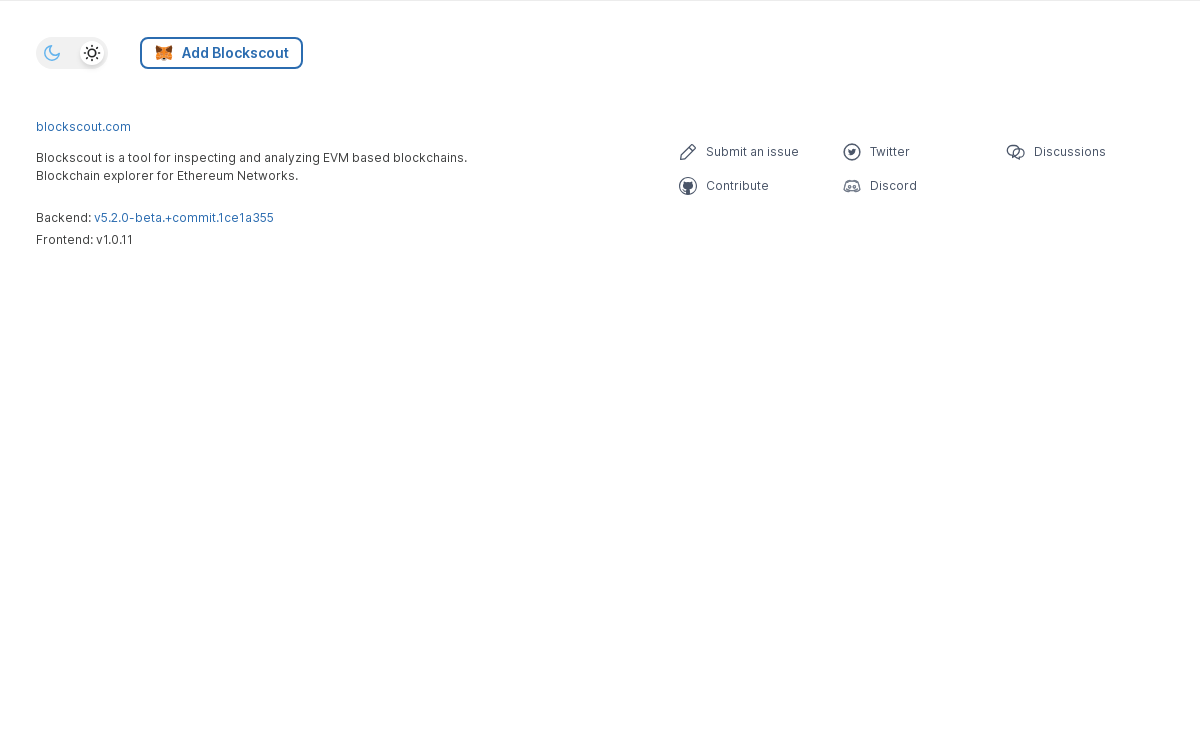 Add Blockscout
blockscout.com
Blockscout is a tool for inspecting and analyzing EVM based blockchains.
Blockchain explorer for Ethereum Networks.
Backend: v5.2.0-beta.+commit.1ce1a355
Frontend: v1.0.11
Submit an issue
Twitter
Discussions
Contribute
Discord